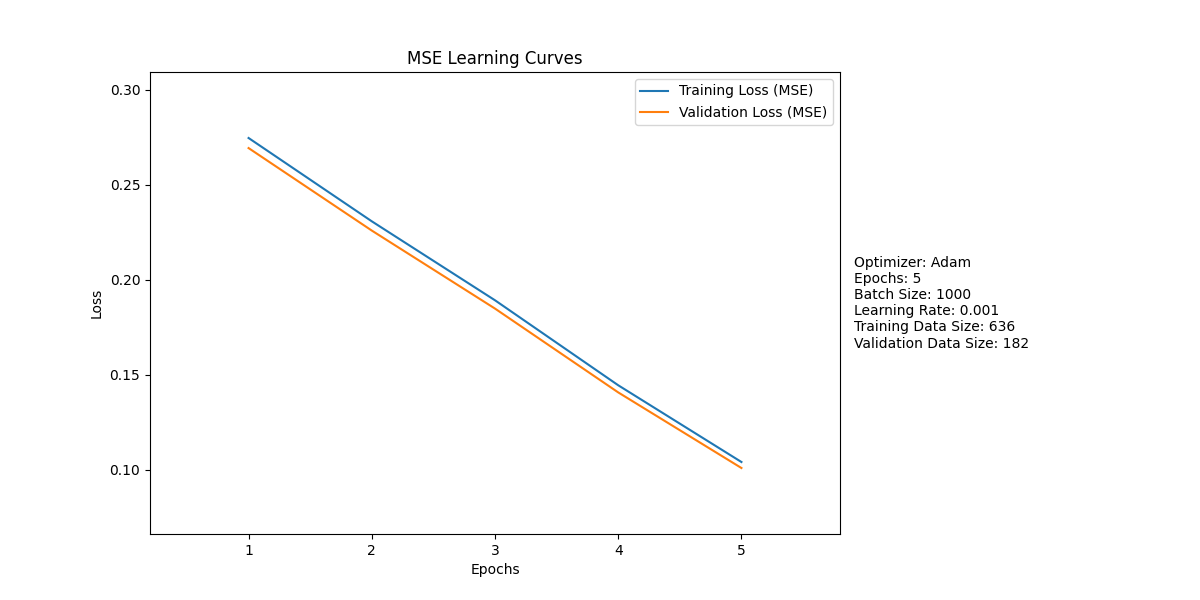 MSE Learning Curves
Training Loss (MSE)
Validation Loss (MSE)
0.30
0.25
0.20
0.15
0.10
Loss
1 2 3 4 5
Epochs
Optimizer: Adam
Epochs: 5
Batch Size: 1000
Learning Rate: 0.001
Training Data Size: 636
Validation Data Size: 182